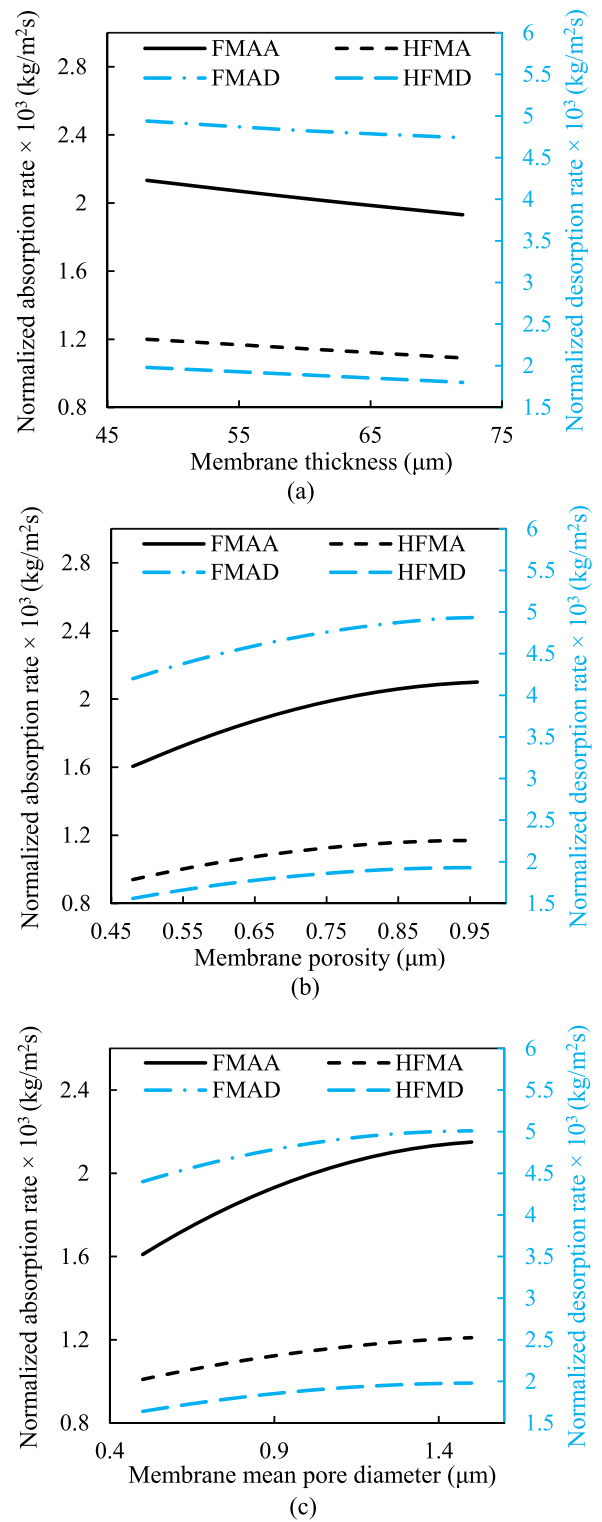 FMAA
HFMA
FMAD
HFMD
Normalized absorption rate × 10³ (kg/m²s)
2.8
2.4
2
1.6
1.2
0.8
6
5.5
5
4.5
4
3.5
3
2.5
2
1.5
Normalized desorption rate × 10³ (kg/m²s)
45 55 65 75
Membrane thickness (μm)
(a)
FMAA
HFMA
FMAD
HFMD
Normalized absorption rate × 10³ (kg/m²s)
2.8
2.4
2
1.6
1.2
0.8
6
5.5
5
4.5
4
3.5
3
2.5
2
1.5
Normalized desorption rate × 10³ (kg/m²s)
0.45 0.55 0.65 0.75 0.85 0.95
Membrane porosity (μm)
(b)
FMAA
HFMA
FMAD
HFMD
Normalized absorption rate × 10³ (kg/m²s)
2.4
2
1.6
1.2
0.8
6
5.5
5
4.5
4
3.5
3
2.5
2
1.5
Normalized desorption rate × 10³ (kg/m²s)
0.4 0.9 1.4
Membrane mean pore diameter (μm)
(c)